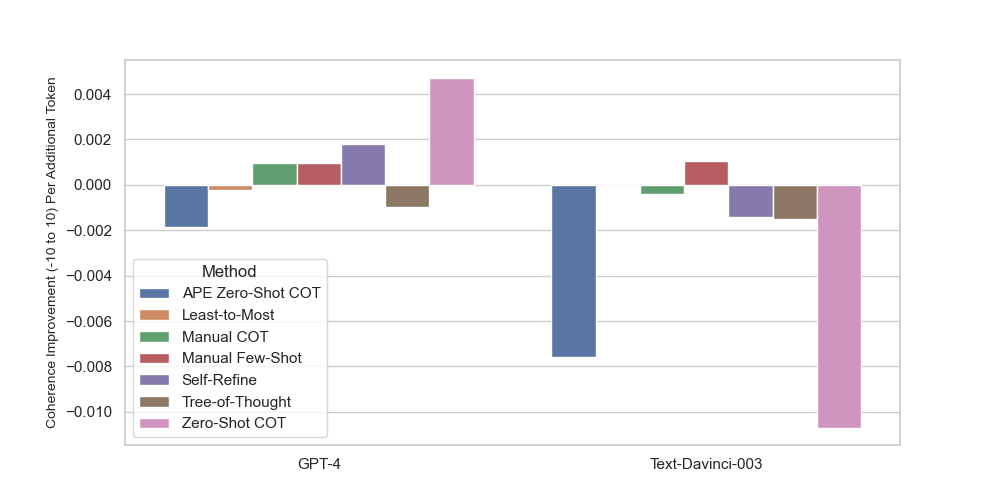 Coherence Improvement (-10 to 10) Per Additional Token
0.004
0.002
0.000
−0.002
−0.004
−0.006
−0.008
−0.010
Method
APE Zero-Shot COT
Least-to-Most
Manual COT
Manual Few-Shot
Self-Refine
Tree-of-Thought
Zero-Shot COT
GPT-4
Text-Davinci-003